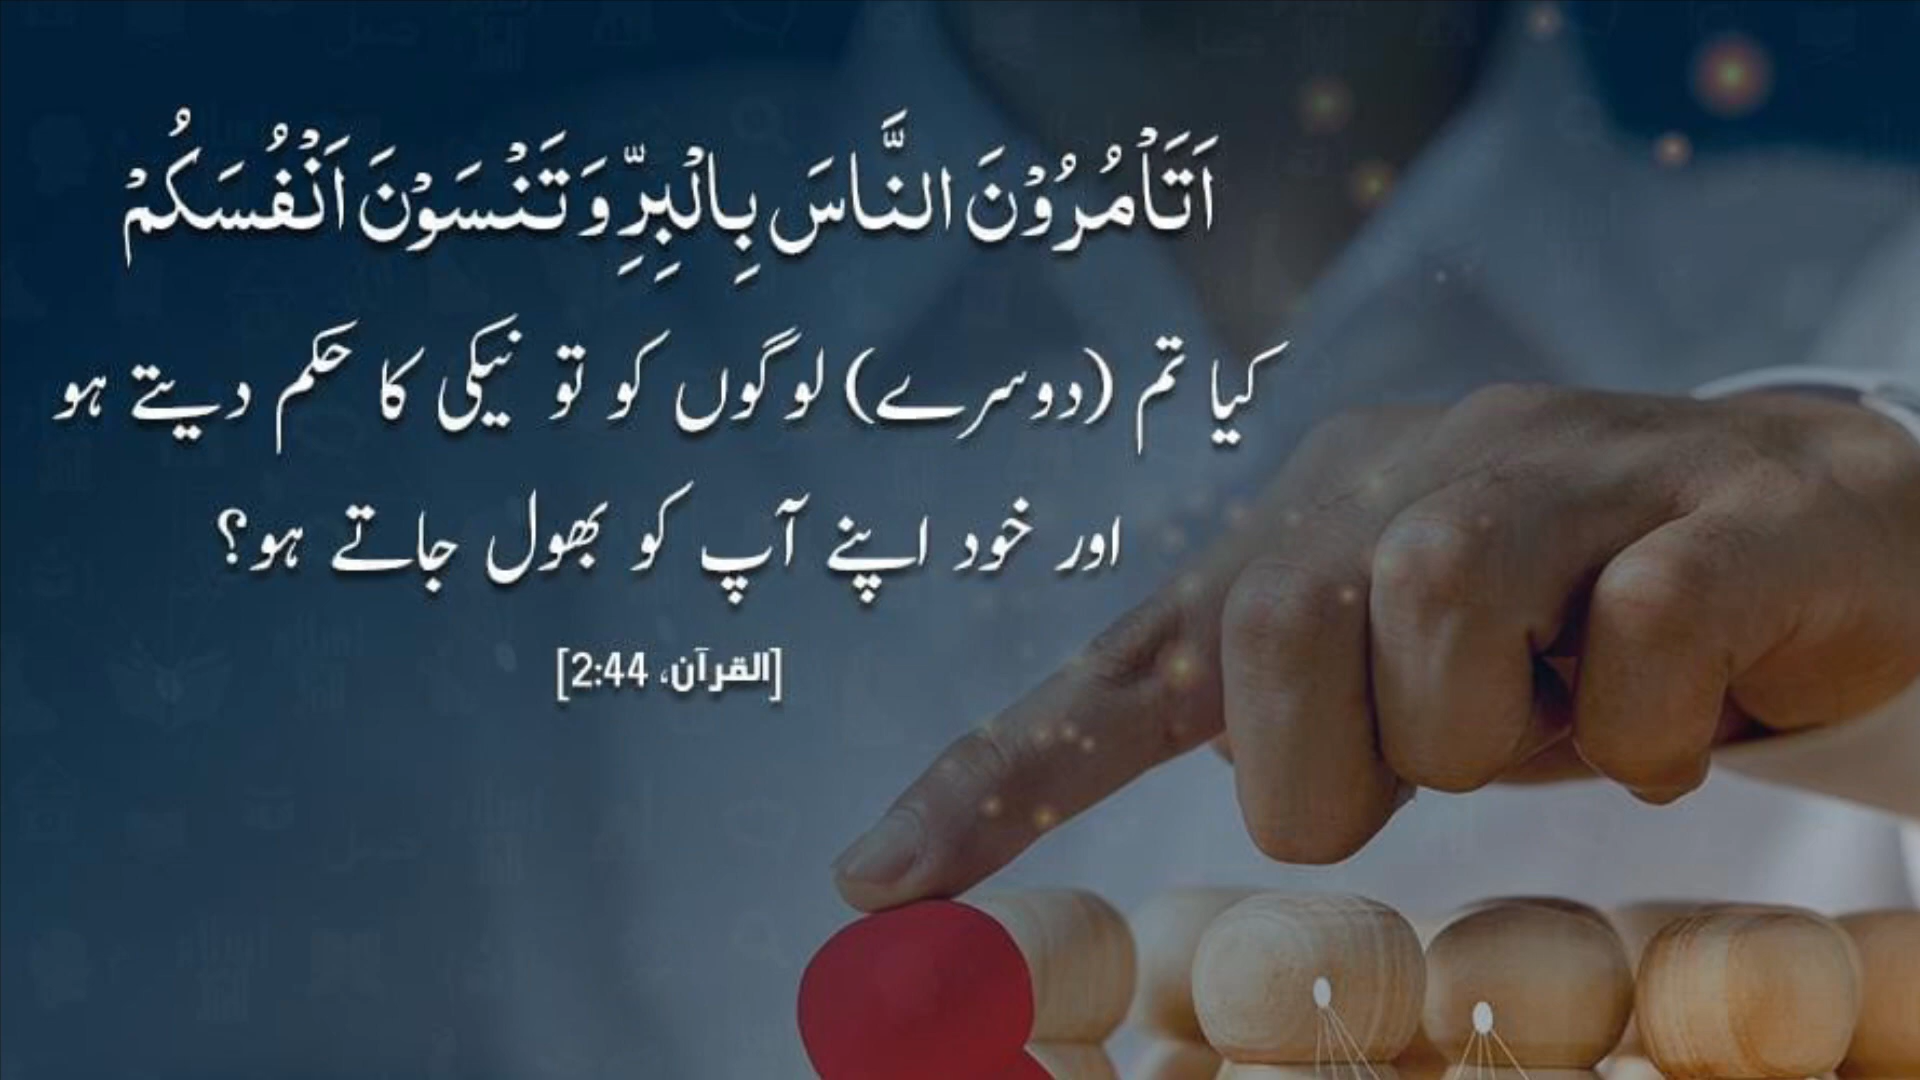 اَتَاْمُرُوْنَ النَّاسَ بِالْبِرِّ وَ تَنْسَوْنَ اَنْفُسَكُمْ
کیا تم (دوسرے) لوگوں کو تو نیکی کا حکم دیتے ہو
اور خود اپنے آپ کو بھول جاتے ہو؟
[القرآن، 2:44]